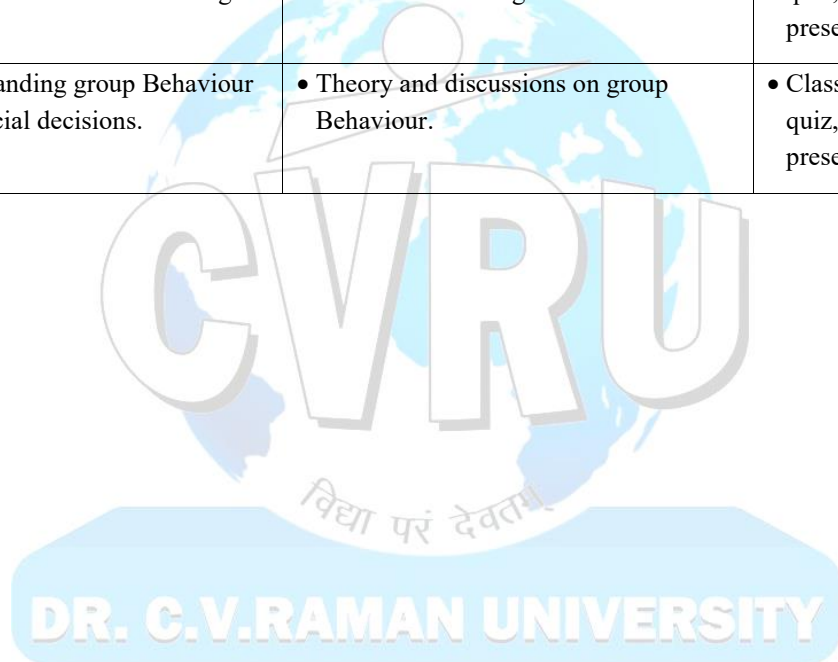 prese
anding group Behaviour
cial decisions.
• Theory and discussions on group
Behaviour.
• Class
quiz,
prese
CVRU
विद्या परं देवतम्
DR. C.V.RAMAN UNIVERSITY